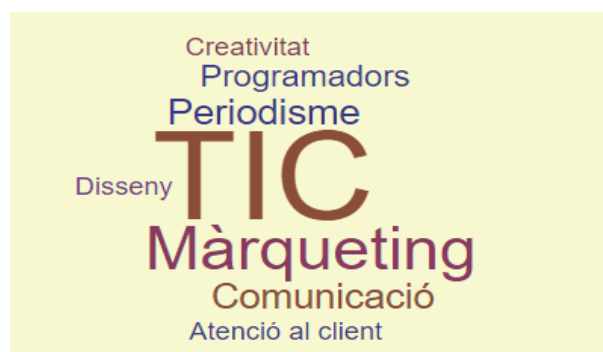 Creativitat
Programadors
Periodisme
TIC
Disseny
Màrqueting
Comunicació
Atenció al client